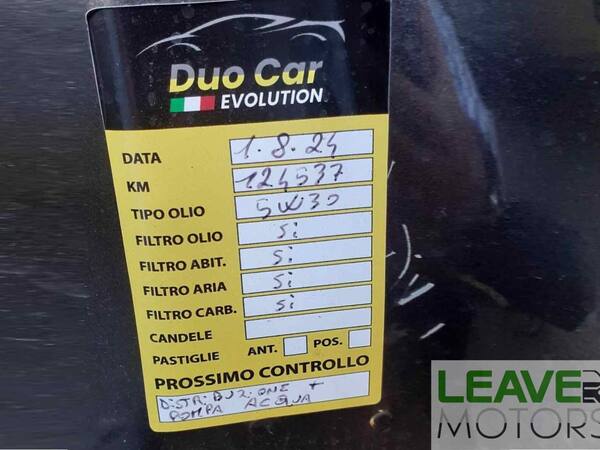 Duo Car
EVOLUTION
DATA 1.8.24
KM 124537
TIPO OLIO 5W30
FILTRO OLIO Si
FILTRO ABIT. Si
FILTRO ARIA Si
FILTRO CARB. Si
CANDELE
PASTIGLIE ANT. POS.
PROSSIMO CONTROLLO
DiSTRiBUZiONE +
POMPA ACQUA
LEAVE
MOTORS